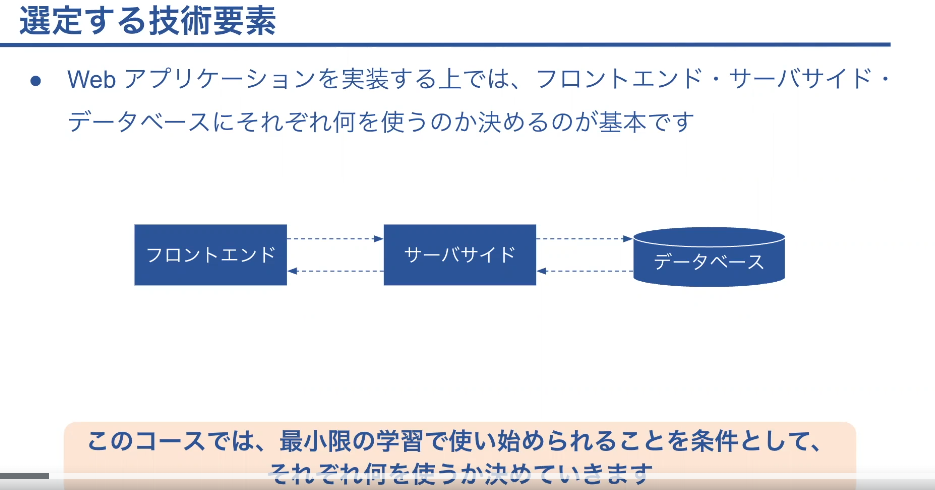 選定する技術要素
● Web アプリケーションを実装する上では、フロントエンド・サーバサイド・
データベースにそれぞれ何を使うのか決めるのが基本です
フロントエンド
サーバサイド
データベース
このコースでは、最小限の学習で使い始められることを条件として、
それぞれ何を使うか決めていきます